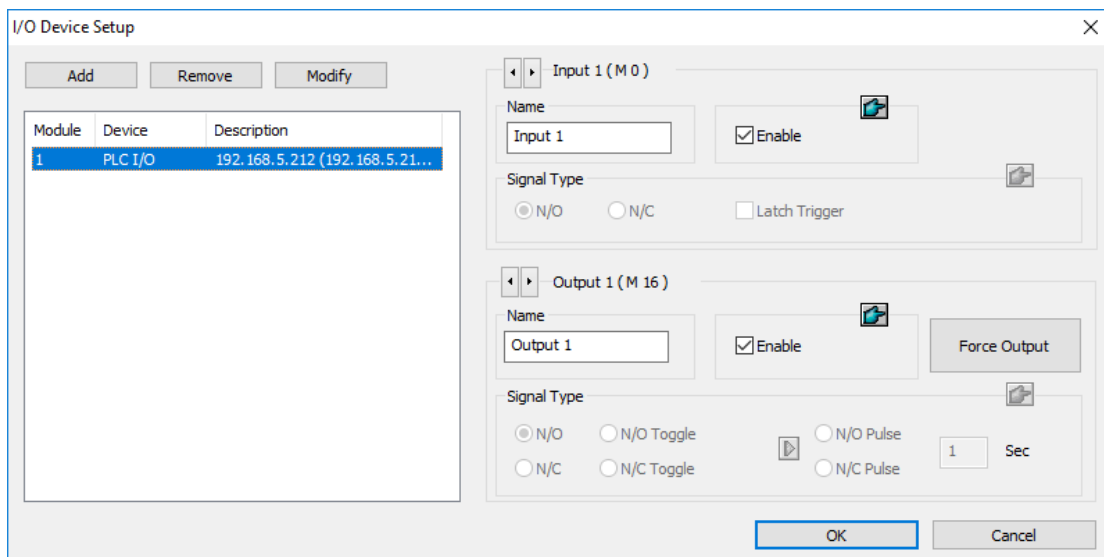 I/O Device Setup
Add Remove Modify
Module Device Description
1 PLC I/O 192.168.5.212 (192.168.5.21...
Input 1 ( M 0 )
Name
Input 1
Enable
Signal Type
N/O N/C Latch Trigger
Output 1 ( M 16 )
Name
Output 1
Enable
Force Output
Signal Type
N/O N/O Toggle N/O Pulse
N/C N/C Toggle N/C Pulse
1 Sec
OK Cancel